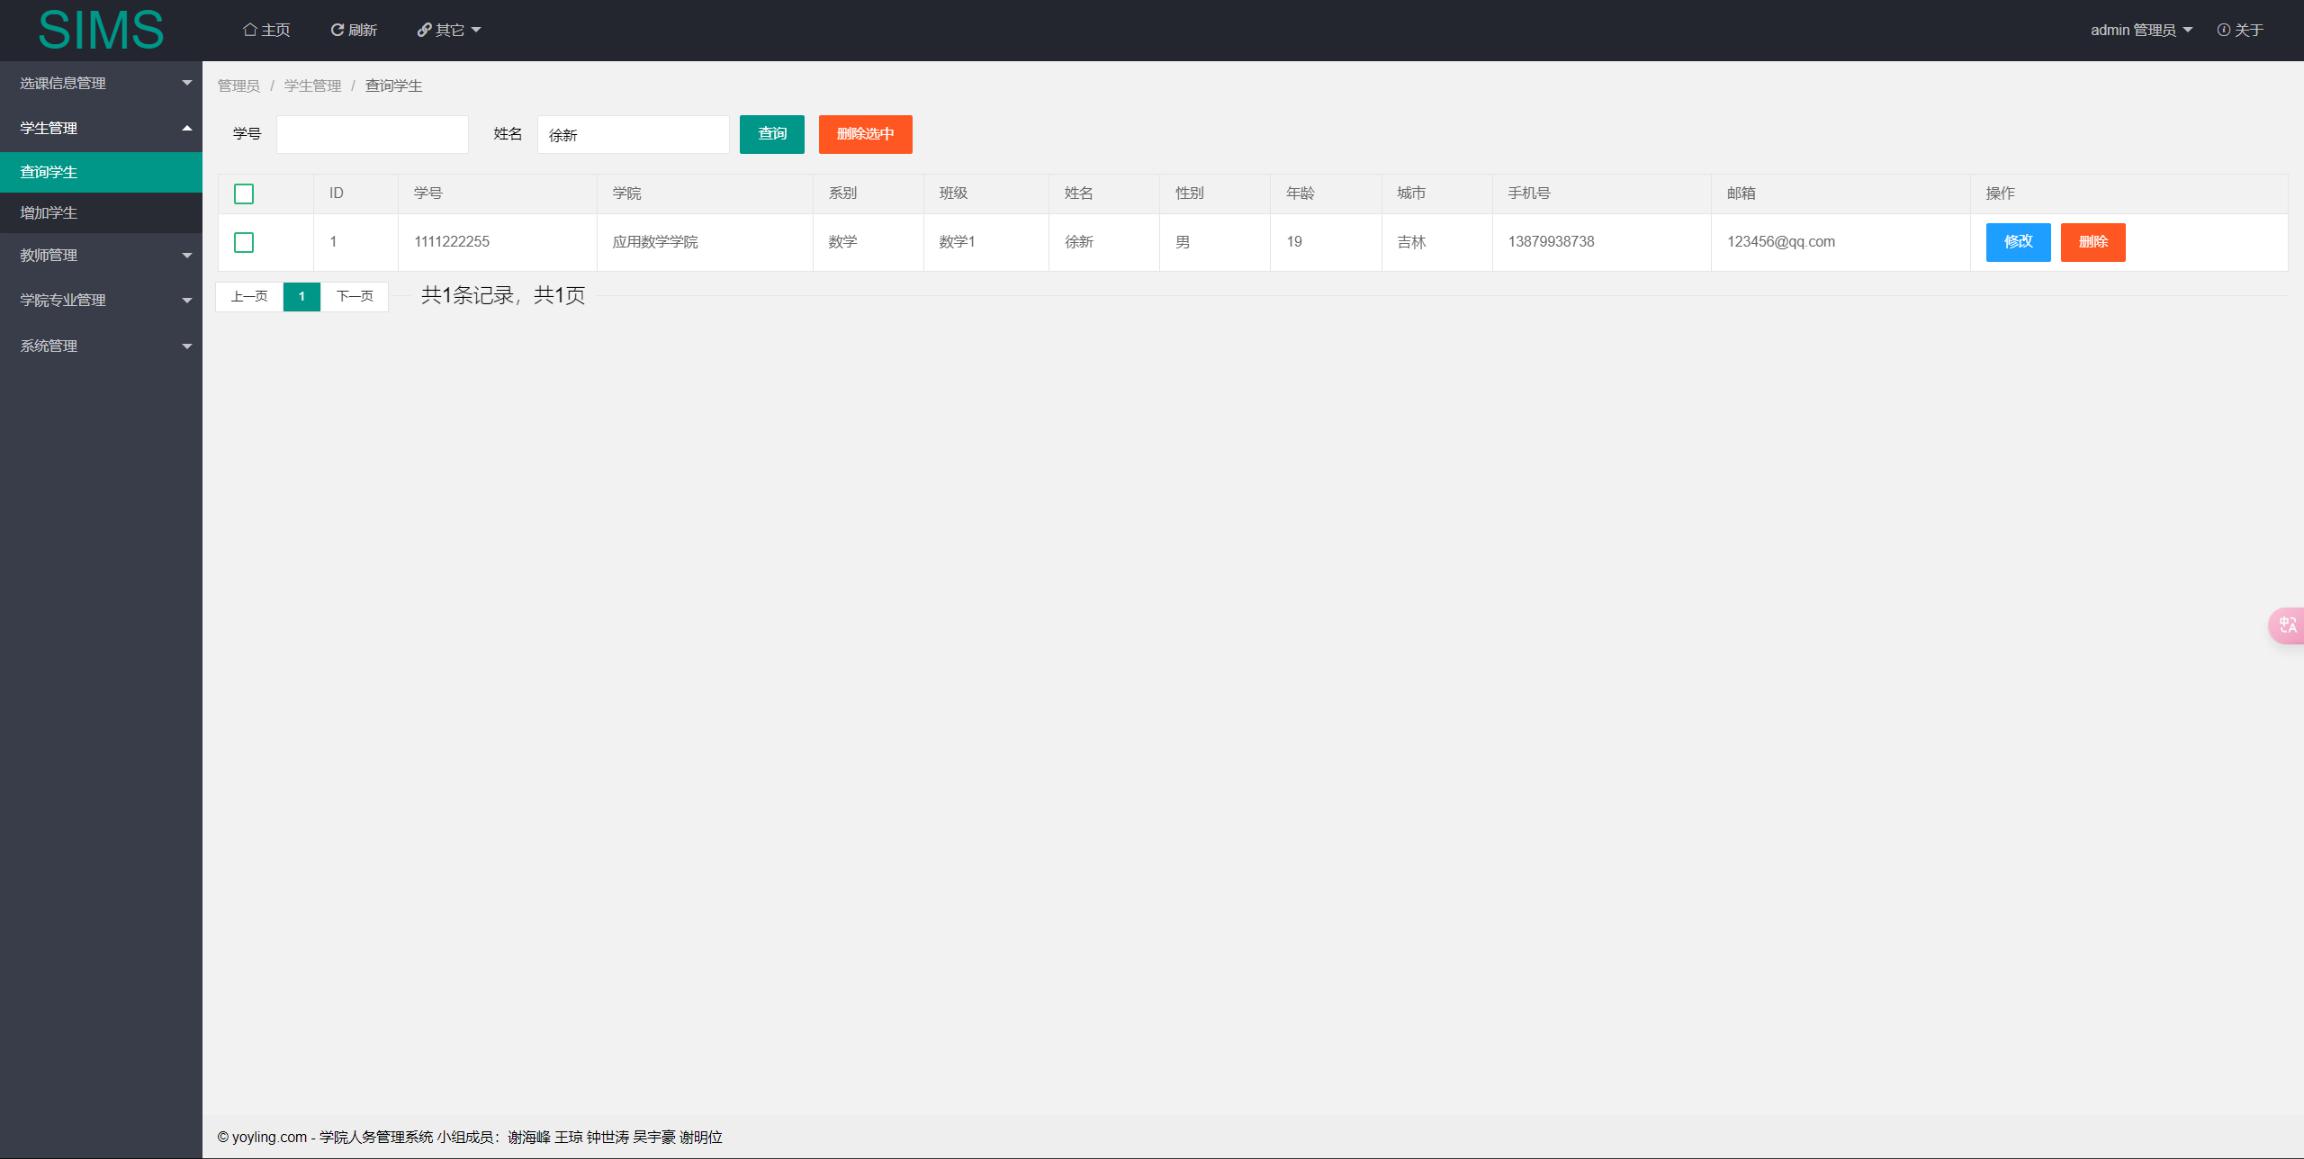 SIMS 主页 刷新 其它 admin 管理员 关于
选课信息管理
学生管理
查询学生
增加学生
教师管理
学院专业管理
系统管理
管理员 / 学生管理 / 查询学生
学号 姓名 徐新 查询 删除选中
ID 学号 学院 系别 班级 姓名 性别 年龄 城市 手机号 邮箱 操作
1 1111222255 应用数学学院 数学 数学1 徐新 男 19 吉林 13879938738 123456@qq.com 修改 删除
上一页 1 下一页 共1条记录，共1页
中 A
© yoyling.com - 学院人务管理系统 小组成员：谢海峰 王琼 钟世涛 吴宇豪 谢明位